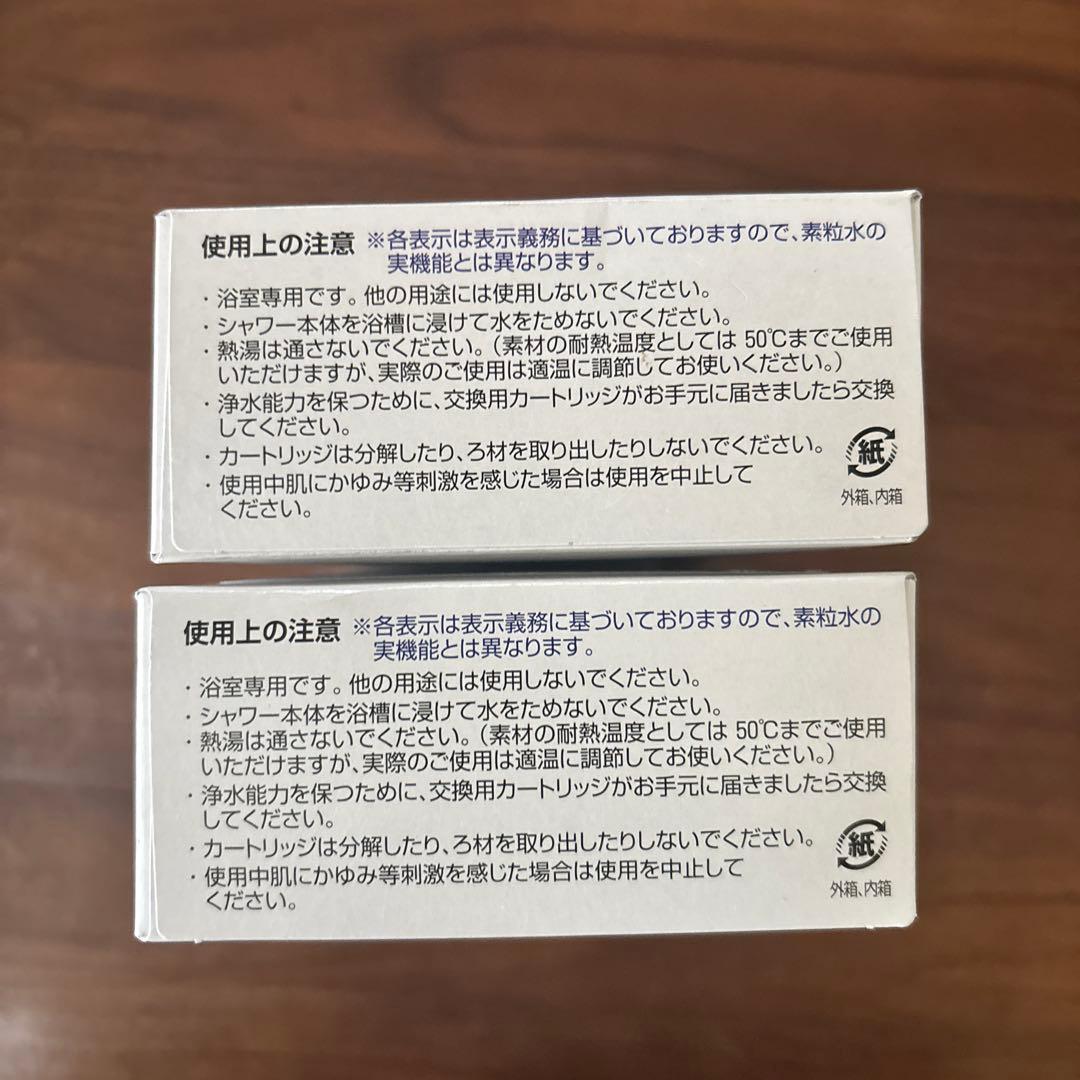 使用上の注意 ※各表示は表示義務に基づいておりますので、素粒水の
実機能とは異なります。
・浴室専用です。他の用途には使用しないでください。
・シャワー本体を浴槽に浸けて水をためないでください。
・熱湯は通さないでください。（素材の耐熱温度としては 50℃までご使用
いただけますが、実際のご使用は適温に調節してお使いください。）
・浄水能力を保つために、交換用カートリッジがお手元に届きましたら交換
してください。
・カートリッジは分解したり、ろ材を取り出したりしないでください。
・使用中肌にかゆみ等刺激を感じた場合は使用を中止して
ください。
紙
外箱、内箱
使用上の注意 ※各表示は表示義務に基づいておりますので、素粒水の
実機能とは異なります。
・浴室専用です。他の用途には使用しないでください。
・シャワー本体を浴槽に浸けて水をためないでください。
・熱湯は通さないでください。（素材の耐熱温度としては 50℃までご使用
いただけますが、実際のご使用は適温に調節してお使いください。）
・浄水能力を保つために、交換用カートリッジがお手元に届きましたら交換
してください。
・カートリッジは分解したり、ろ材を取り出したりしないでください。
・使用中肌にかゆみ等刺激を感じた場合は使用を中止して
ください。
紙
外箱、内箱